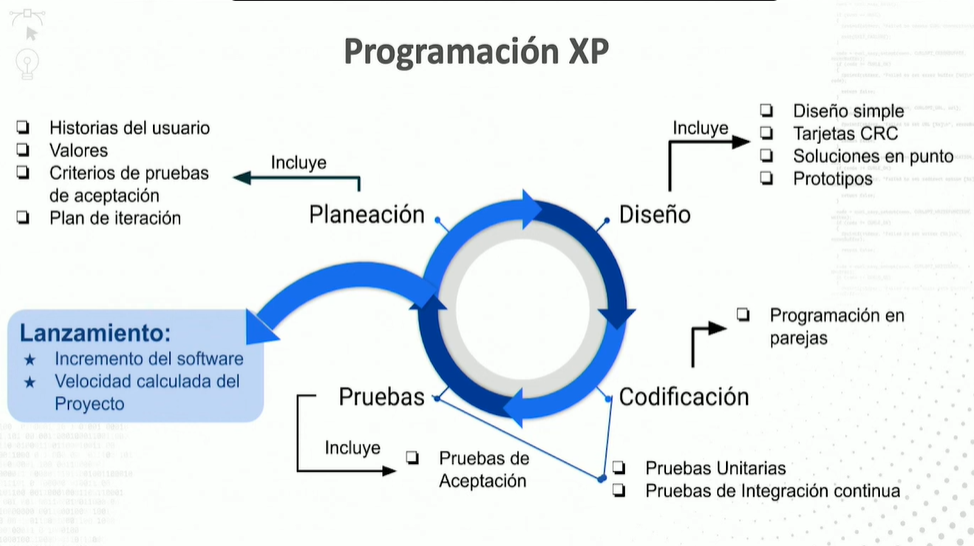 Programación XP
Historias del usuario
Valores
Criterios de pruebas
de aceptación
Plan de iteración
Incluye
Planeación
Incluye
Diseño simple
Tarjetas CRC
Soluciones en punto
Prototipos
Diseño
Lanzamiento:
Incremento del software
Velocidad calculada del
Proyecto
Programación en
parejas
Codificación
Pruebas
Incluye
Pruebas de
Aceptación
Pruebas Unitarias
Pruebas de Integración continua